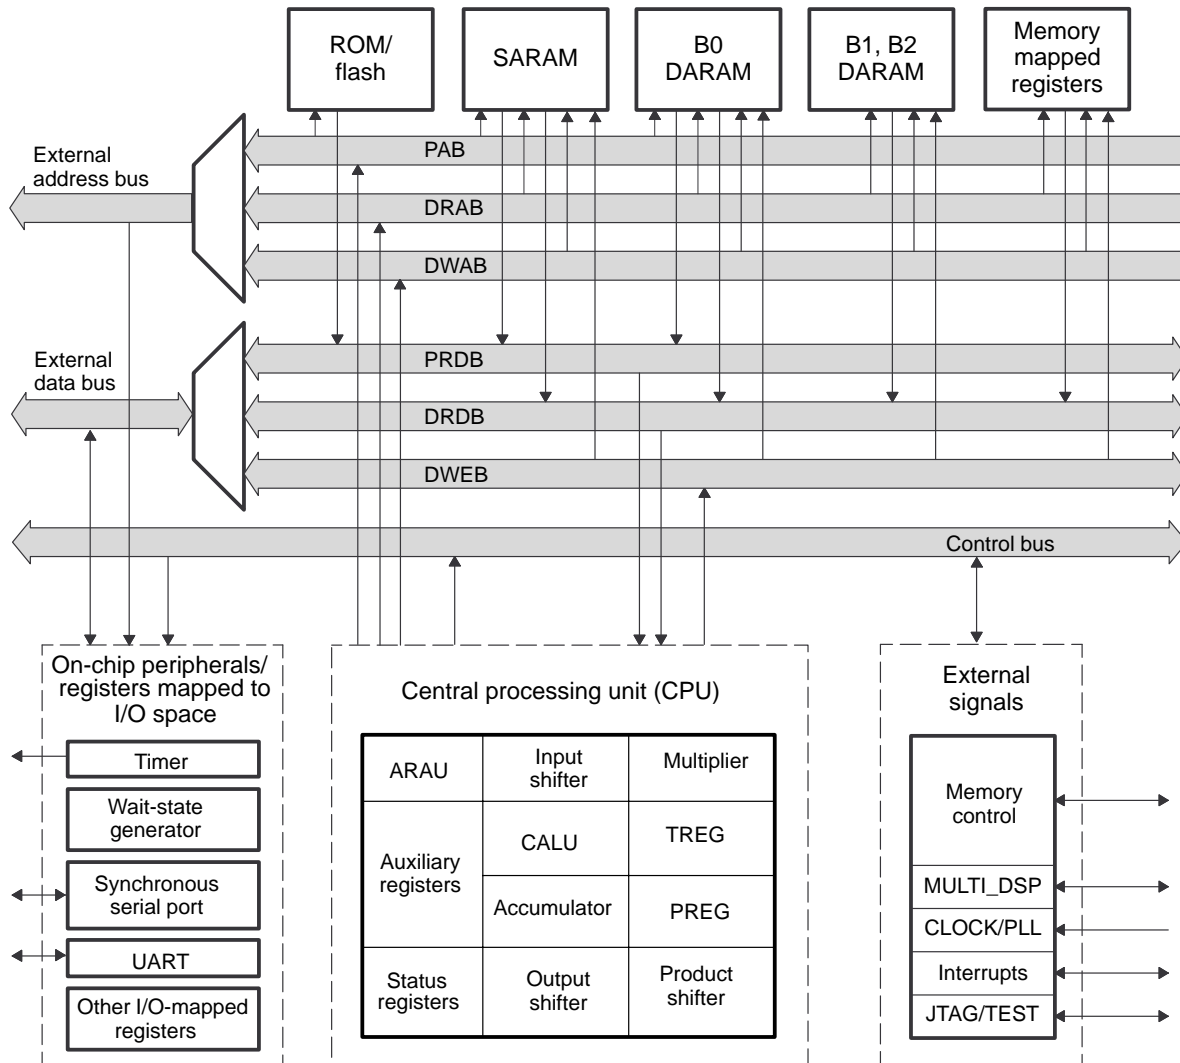 ROM/
flash
SARAM
B0
DARAM
B1, B2
DARAM
Memory
mapped
registers
External
address bus
PAB
DRAB
DWAB
External
data bus
PRDB
DRDB
DWEB
Control bus
On-chip peripherals/
registers mapped to
I/O space
Timer
Wait-state
generator
Synchronous
serial port
UART
Other I/O-mapped
registers
Central processing unit (CPU)
ARAU
Input
shifter
Multiplier
Auxiliary
registers
CALU
TREG
Accumulator
PREG
Status
registers
Output
shifter
Product
shifter
External
signals
Memory
control
MULTI_DSP
CLOCK/PLL
Interrupts
JTAG/TEST